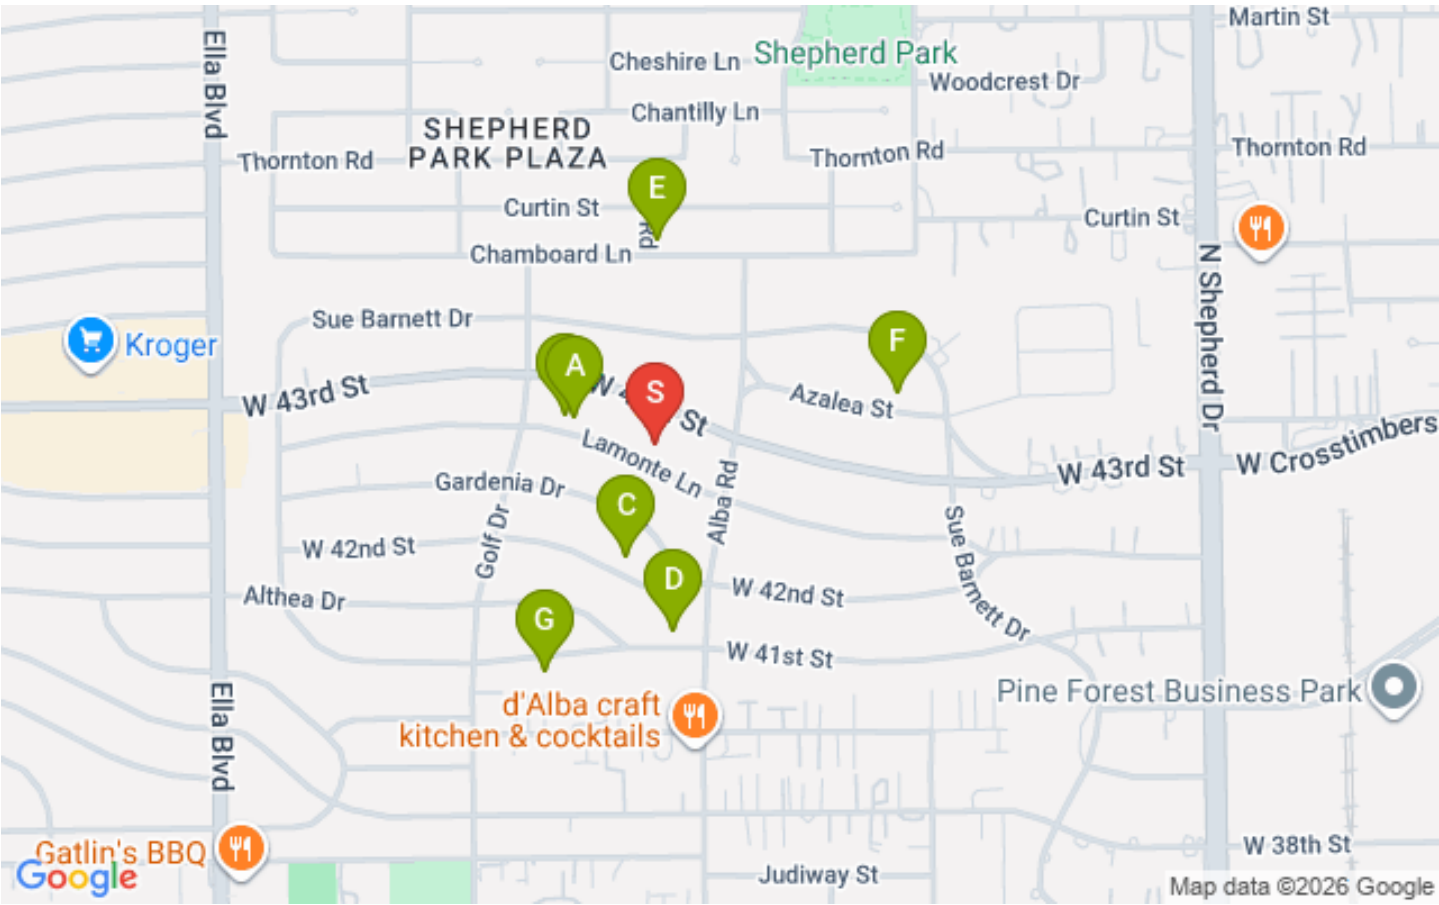 Martin St
Ella Blvd
Cheshire Ln
Shepherd Park
Woodcrest Dr
Chantilly Ln
SHEPHERD
PARK PLAZA
Thornton Rd
Thornton Rd
Thornton Rd
E
Curtin St
Curtin St
Rd
Chamboard Ln
N Shepherd Dr
Sue Barnett Dr
Kroger
F
A
W 43rd St
S
St
Azalea St
Lamonte Ln
W 43rd St
W Crosstimbers
Gardenia Dr
C
Alba Rd
Golf Dr
W 42nd St
Sue Barnett Dr
D
W 42nd St
Althea Dr
G
W 41st St
Ella Blvd
d'Alba craft
kitchen & cocktails
Pine Forest Business Park
Gatlin's BBQ
W 38th St
Judiway St
Google
Map data ©2026 Google